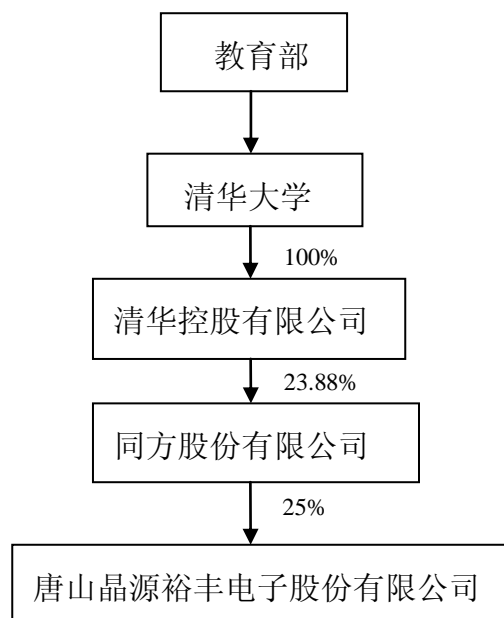 教育部
清华大学
100%
清华控股有限公司
23.88%
同方股份有限公司
25%
唐山晶源裕丰电子股份有限公司